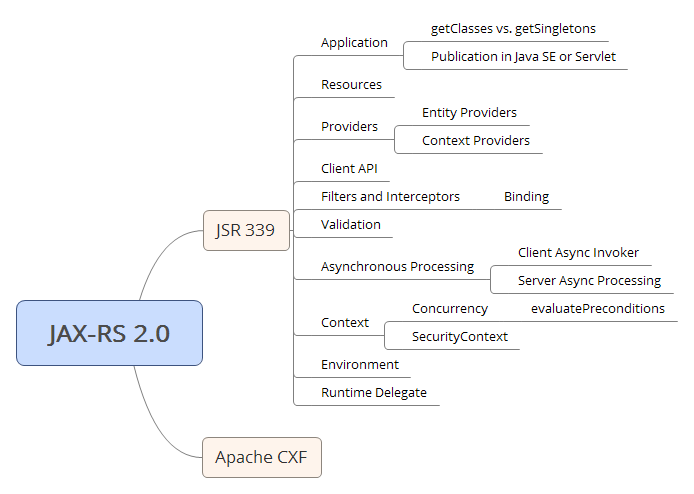 getClasses vs. getSingletons
Application
Publication in Java SE or Servlet
Resources
Entity Providers
Providers
Context Providers
Client API
Filters and Interceptors
Binding
JSR 339
Validation
Client Async Invoker
Asynchronous Processing
Server Async Processing
Concurrency
evaluatePreconditions
Context
SecurityContext
JAX-RS 2.0
Environment
Runtime Delegate
Apache CXF